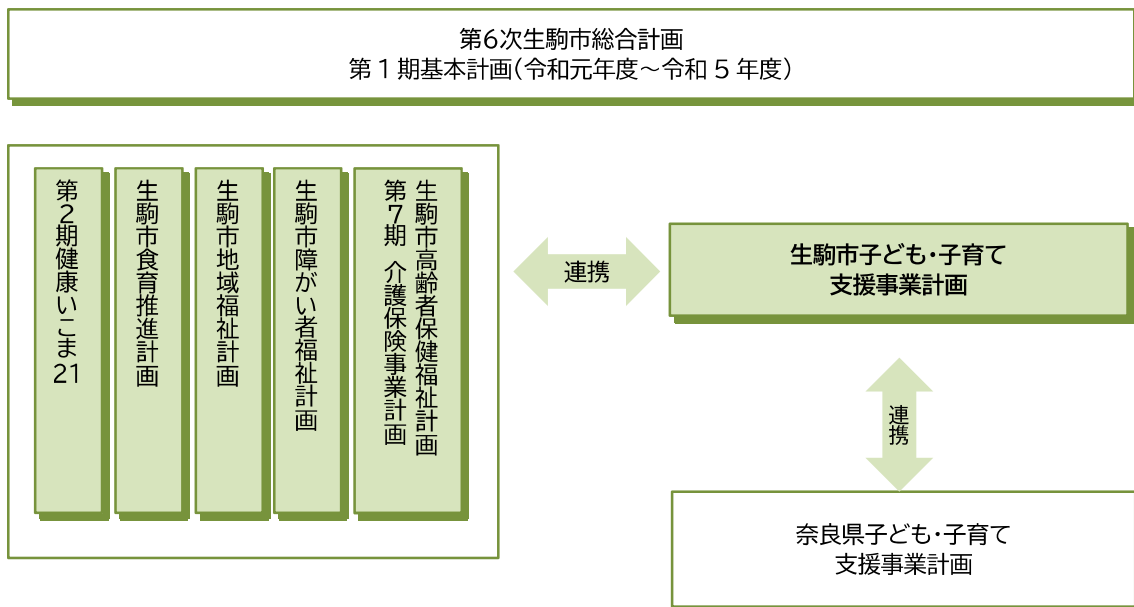 第6次生駒市総合計画
第1期基本計画（令和元年度～令和5年度）
第2期健康いこま21
生駒市食育推進計画
生駒市地域福祉計画
生駒市障がい者福祉計画
生駒市高齢者保健福祉計画
第7期 介護保険事業計画
連携
生駒市子ども・子育て
支援事業計画
連携
奈良県子ども・子育て
支援事業計画